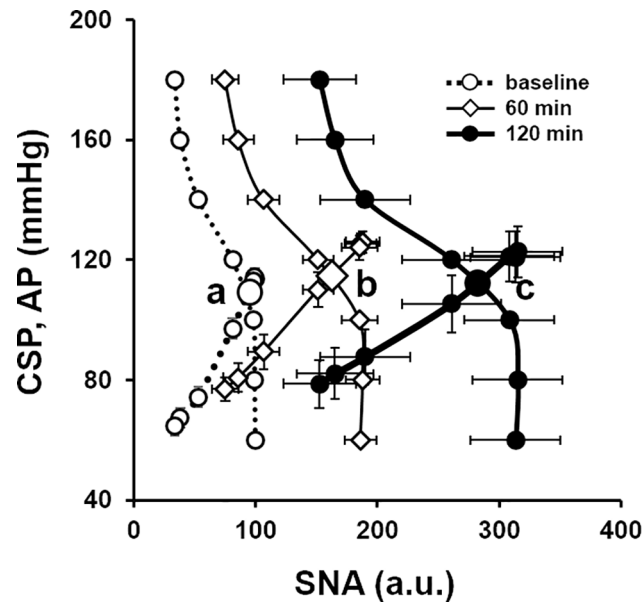 200
160
120
80
40
CSP, AP (mmHg)
baseline
60 min
120 min
a
b
c
0
100
200
300
400
SNA (a.u.)